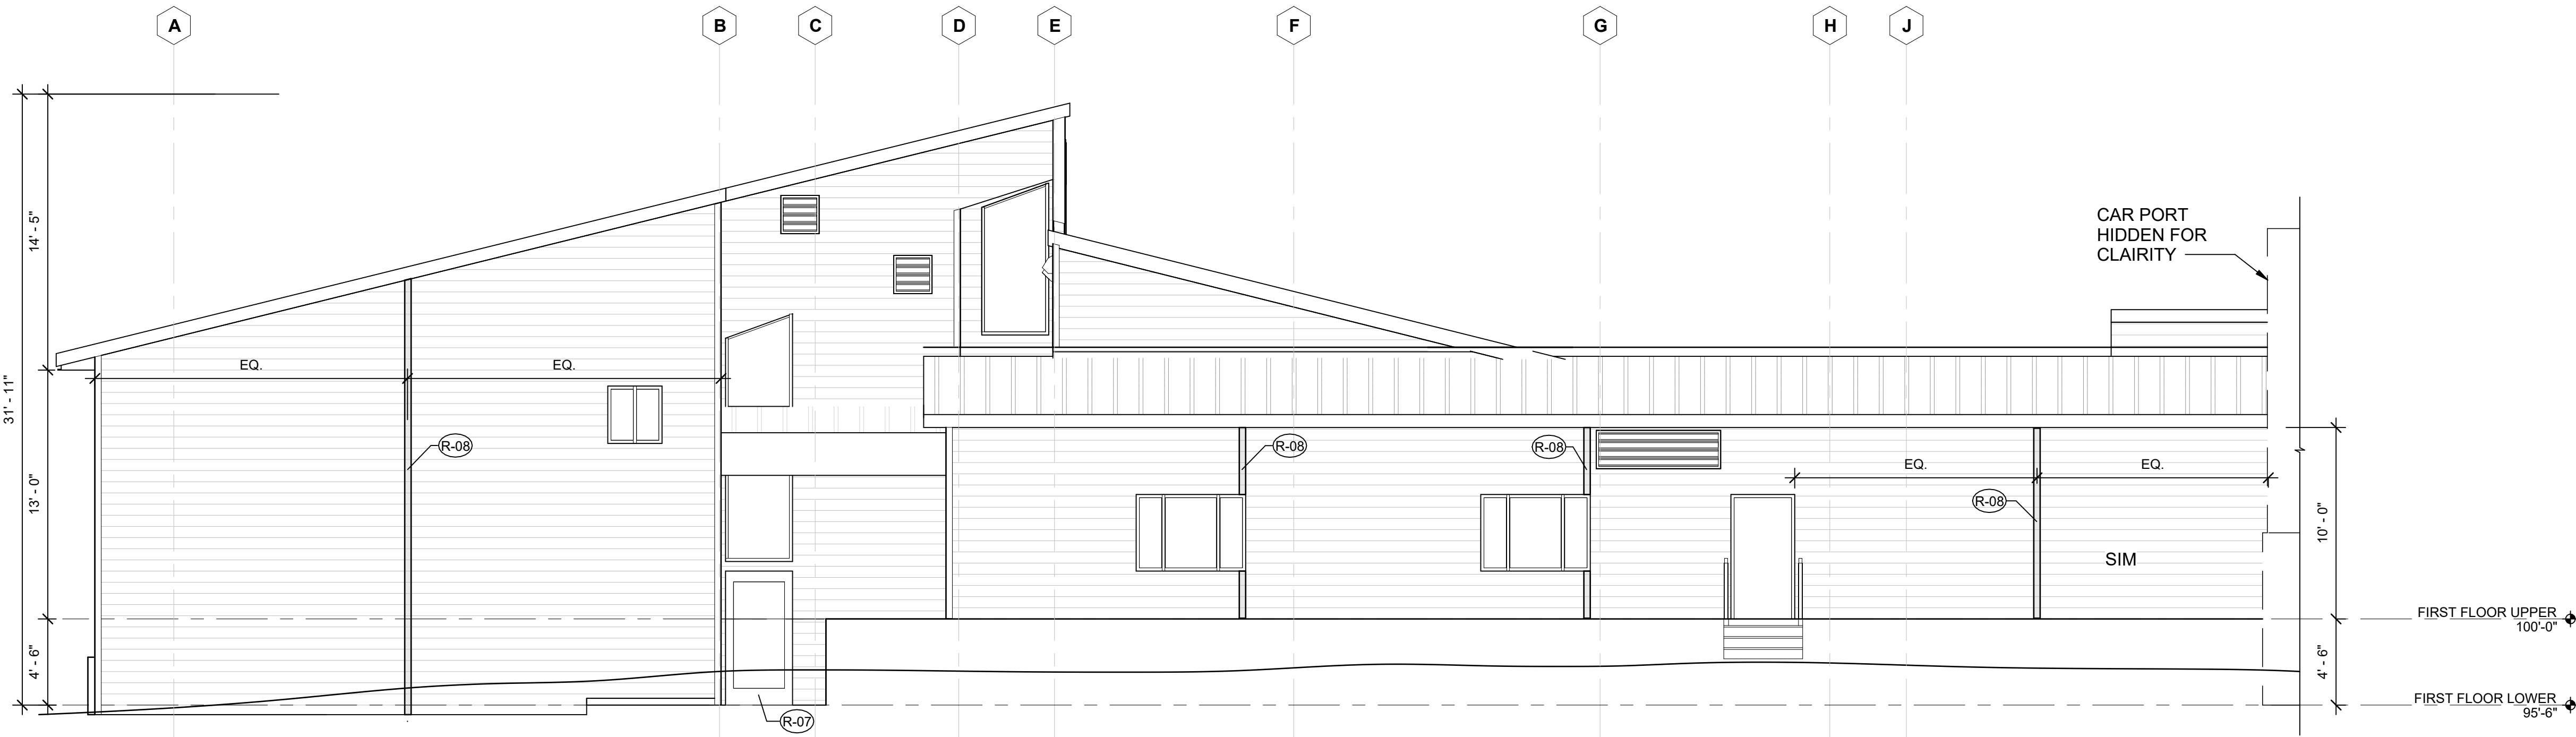 A
B
C
D
E
F
G
H
J
CAR PORT
HIDDEN FOR
CLAIRITY
14' - 5"
31' - 11"
13' - 0"
4' - 6"
EQ.
EQ.
R-08
R-08
R-08
EQ.
EQ.
R-08
SIM
10' - 0"
4' - 6"
FIRST FLOOR UPPER
100'-0"
FIRST FLOOR LOWER
95'-6"
R-07